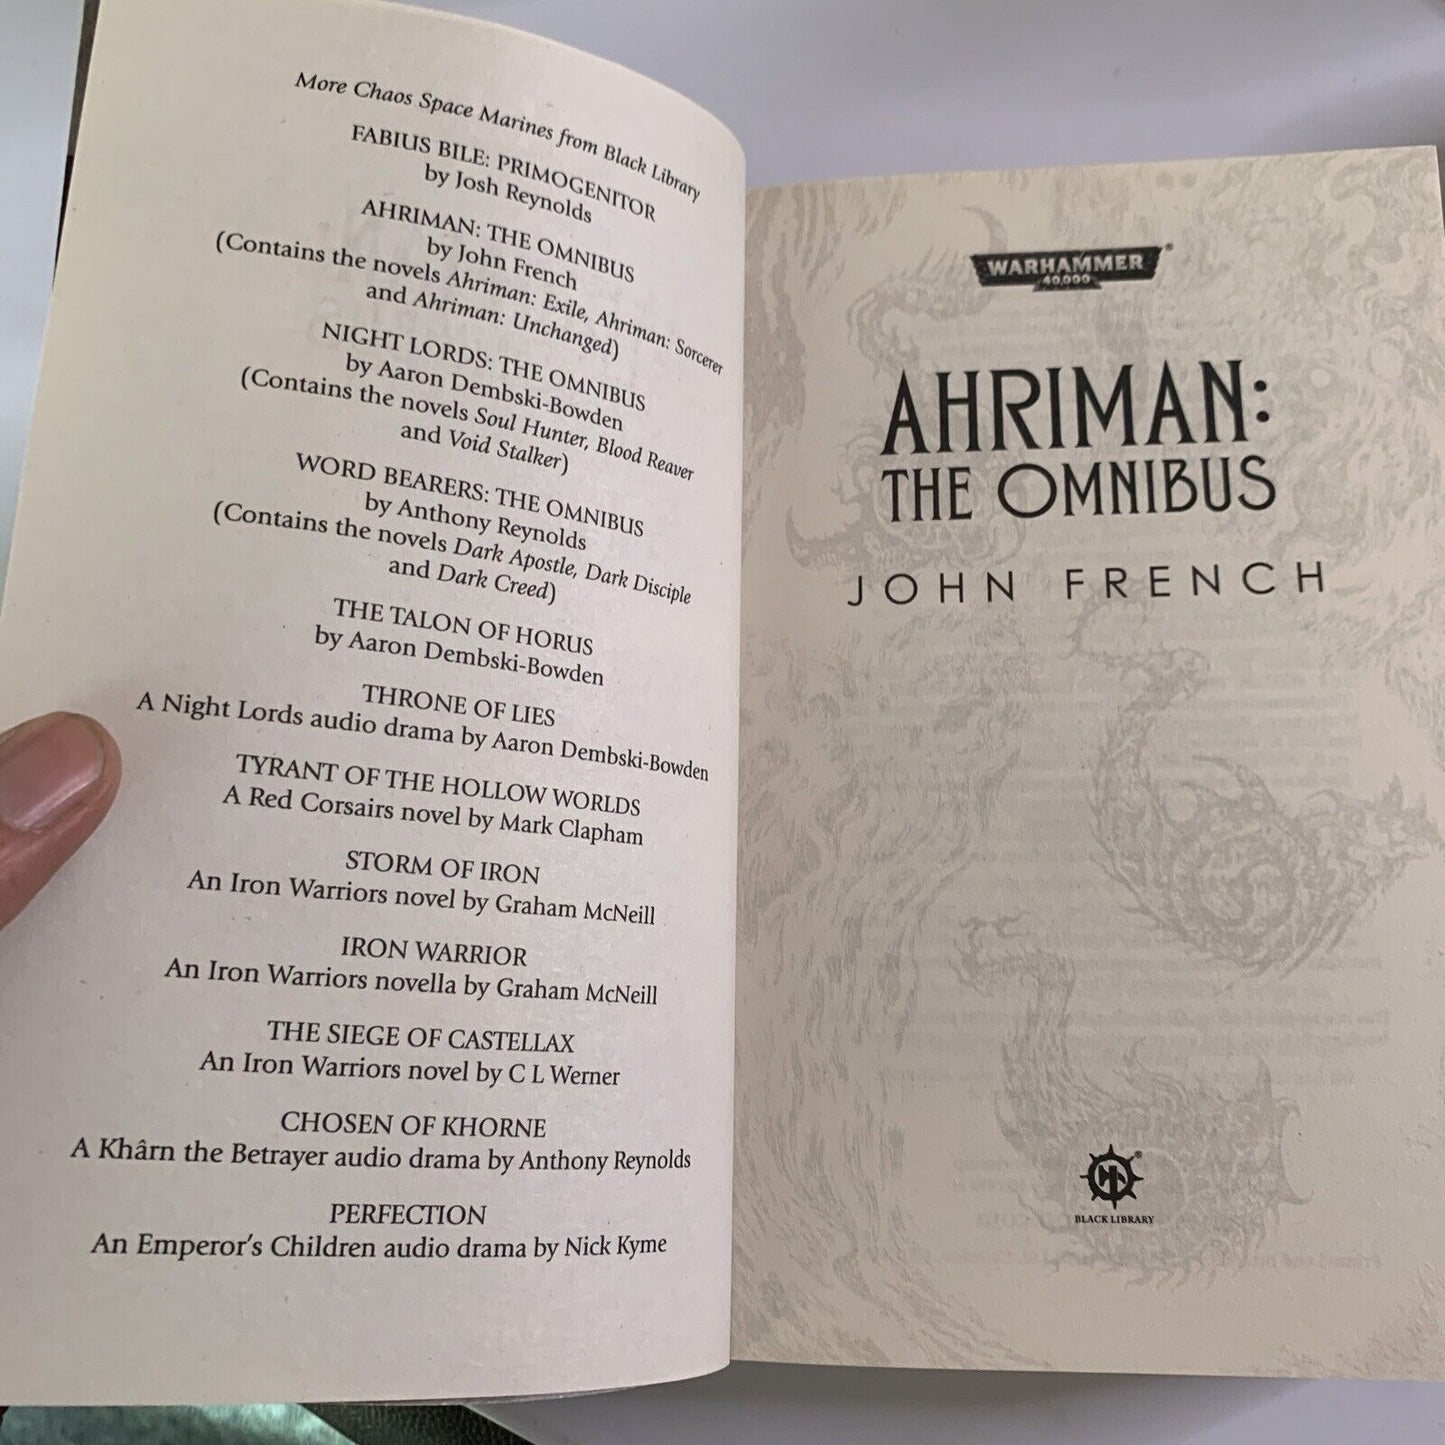 More Chaos Space Marines from Black Library
FABIUS BILE: PRIMOGENITOR
by Josh Reynolds
AHRIMAN: THE OMNIBUS
by John French
(Contains the novels Ahriman: Exile, Ahriman: Sorcerer
and Ahriman: Unchanged)
NIGHT LORDS: THE OMNIBUS
by Aaron Dembski-Bowden
(Contains the novels Soul Hunter, Blood Reaver
and Void Stalker)
WORD BEARERS: THE OMNIBUS
by Anthony Reynolds
(Contains the novels Dark Apostle, Dark Disciple
and Dark Creed)
THE TALON OF HORUS
by Aaron Dembski-Bowden
THRONE OF LIES
A Night Lords audio drama by Aaron Dembski-Bowden
TYRANT OF THE HOLLOW WORLDS
A Red Corsairs novel by Mark Clapham
STORM OF IRON
An Iron Warriors novel by Graham McNeill
IRON WARRIOR
An Iron Warriors novella by Graham McNeill
THE SIEGE OF CASTELLAX
An Iron Warriors novel by C L Werner
CHOSEN OF KHORNE
A Khârn the Betrayer audio drama by Anthony Reynolds
PERFECTION
An Emperor's Children audio drama by Nick Kyme
WARHAMMER®
40,000
AHRIMAN:
THE OMNIBUS
JOHN FRENCH
®
BLACK LIBRARY